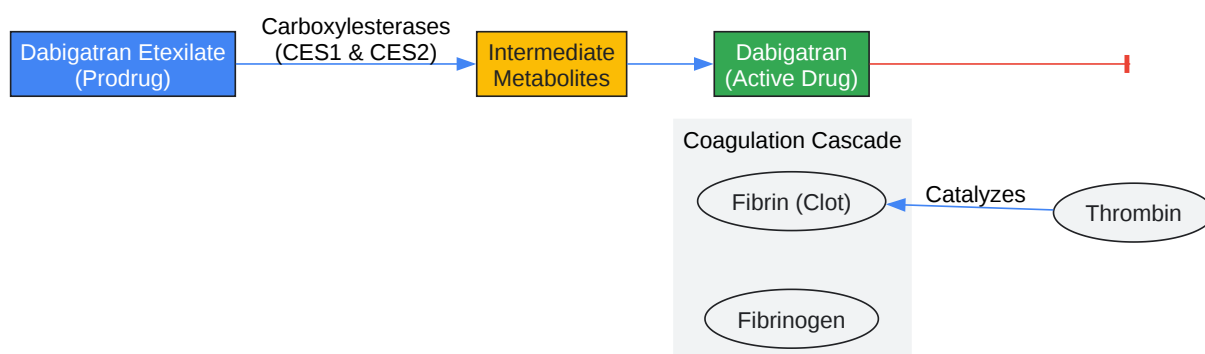 Dabigatran Etexilate
(Prodrug)
Carboxylesterases
(CES1 & CES2)
Intermediate
Metabolites
Dabigatran
(Active Drug)
Coagulation Cascade
Fibrin (Clot)
Catalyzes
Thrombin
Fibrinogen